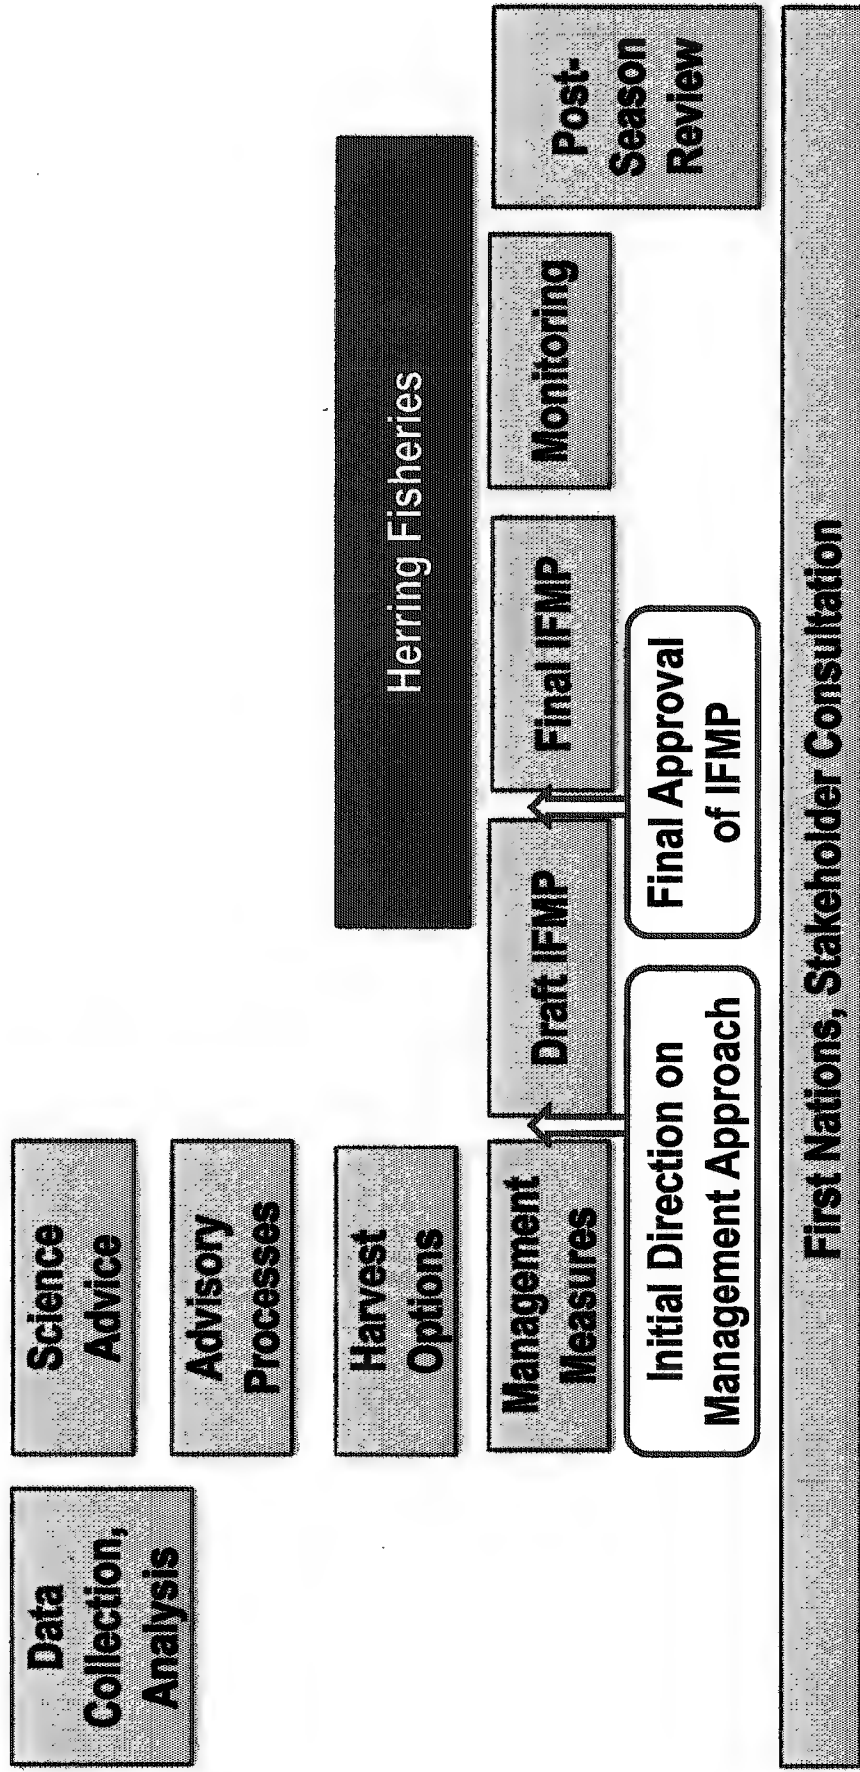 Data
Collection,
Analysis
Science
Advice
Advisory
Processes
Harvest
Options
Management
Measures
Herring Fisheries
Draft IFMP
Final IFMP
Monitoring
Post-
Season
Review
Initial Direction on
Management Approach
Final Approval
of IFMP
First Nations, Stakeholder Consultation